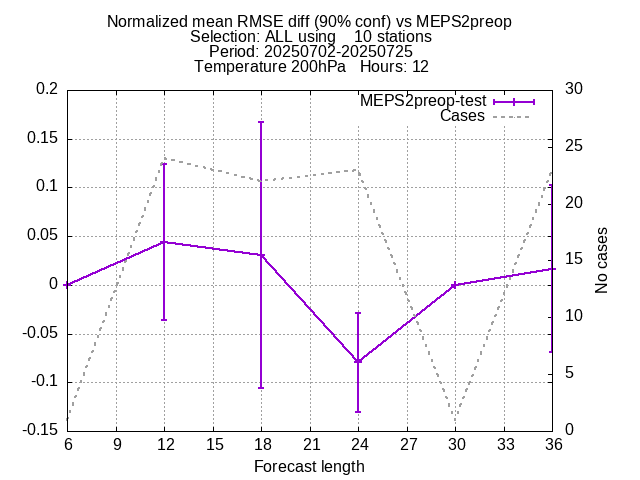 Normalized mean RMSE diff (90% conf) vs MEPS2preop
Selection: ALL using    10 stations
Period: 20250702-20250725
Temperature 200hPa   Hours: 12
MEPS2preop-test
Cases
0.2
0.15
0.1
0.05
0
-0.05
-0.1
-0.15
30
25
20
15
10
5
0
No cases
6 9 12 15 18 21 24 27 30 33 36
Forecast length